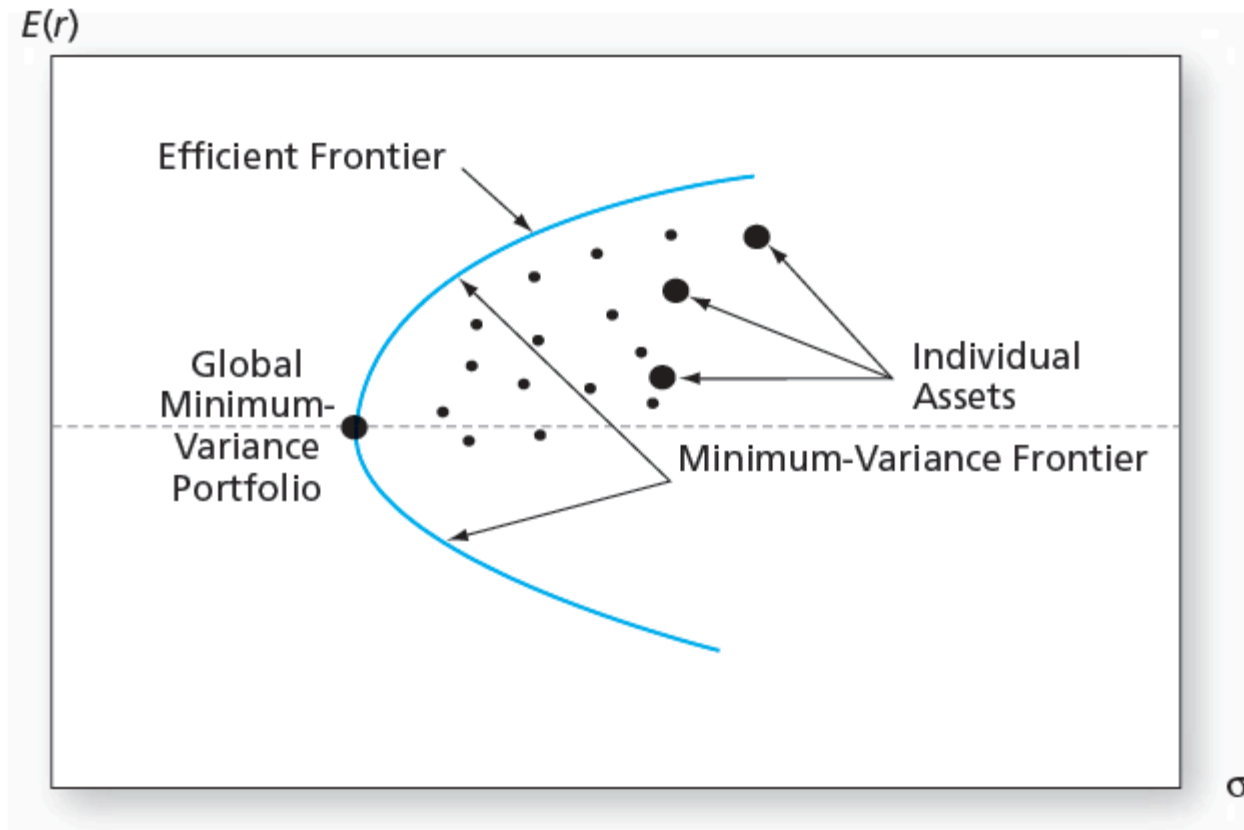 E(r)
Efficient Frontier
Global
Minimum-
Variance
Portfolio
Individual
Assets
Minimum-Variance Frontier
σ